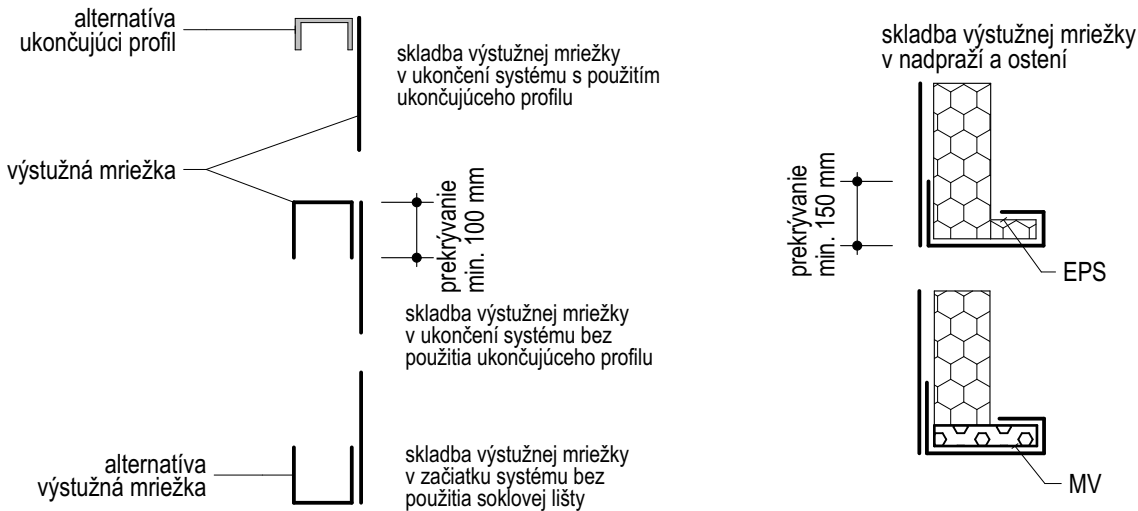 alternatíva
ukončujúci profil
skladba výstužnej mriežky
v ukončení systému s použitím
ukončujúceho profilu
výstužná mriežka
prekrývanie
min. 100 mm
skladba výstužnej mriežky
v ukončení systému bez
použitia ukončujúceho profilu
alternatíva
výstužná mriežka
skladba výstužnej mriežky
v začiatku systému bez
použitia soklovej lišty
skladba výstužnej mriežky
v nadpraží a ostení
prekrývanie
min. 150 mm
EPS
MV